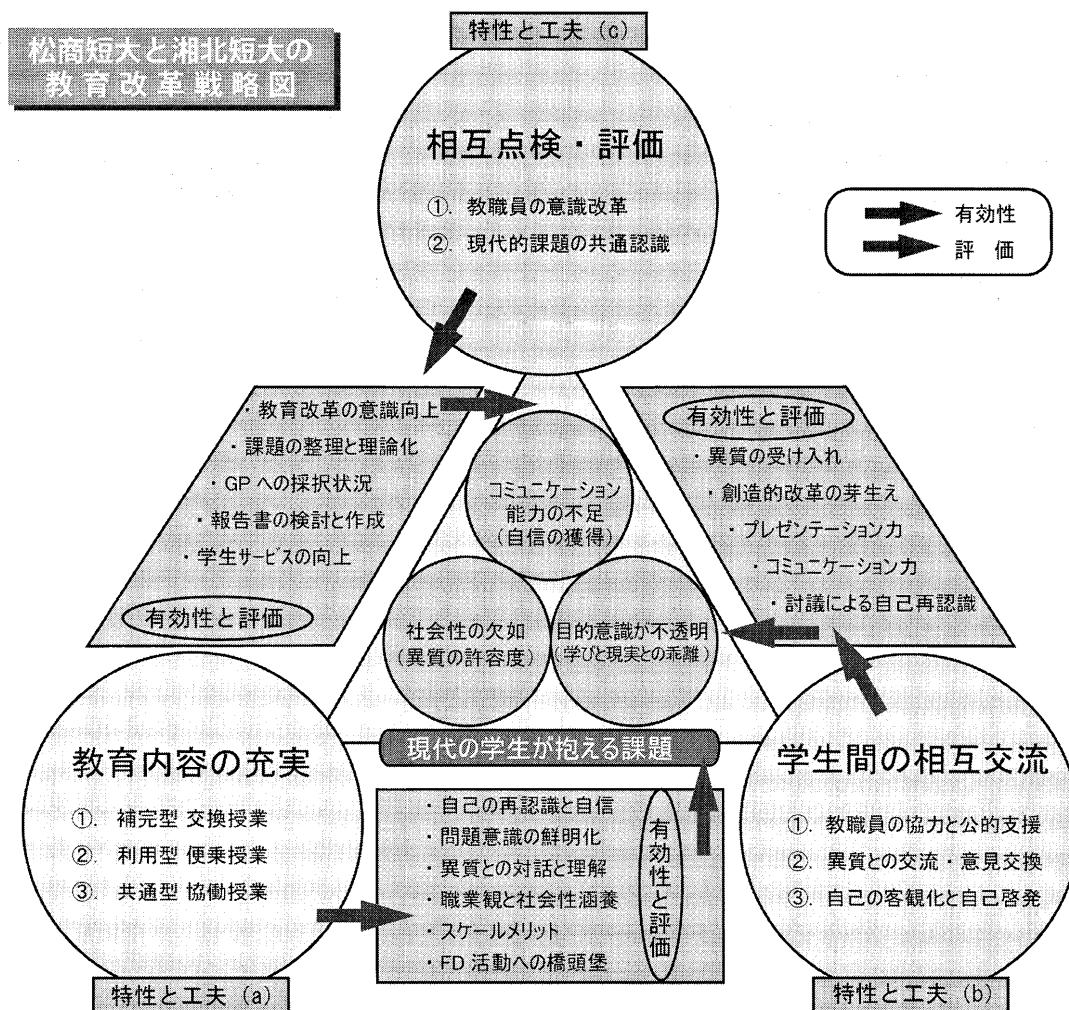 松商短大と湘北短大の
教育改革戦略図
特性と工夫(c)
相互点検・評価
①. 教職員の意識改革
②. 現代的課題の共通認識
有効性
評 価
・教育改革の意識向上
・課題の整理と理論化
・GPへの採択状況
・報告書の検討と作成
・学生サービスの向上
有効性と評価
有効性と評価
・異質の受け入れ
・創造的改革の芽生え
・プレゼンテーション力
・コミュニケーション力
・討議による自己再認識
コミュニケーション
能力の不足
(自信の獲得)
社会性の欠如
(異質の許容度)
目的意識が不透明
(学びと現実との乖離)
現代の学生が抱える課題
教育内容の充実
①. 補完型 交換授業
②. 利用型 便乗授業
③. 共通型 協働授業
特性と工夫(a)
・自己の再認識と自信
・問題意識の鮮明化
・異質との対話と理解
・職業観と社会性涵養
・スケールメリット
・FD活動への橋頭堡
有効性と評価
学生間の相互交流
①. 教職員の協力と公的支援
②. 異質との交流・意見交換
③. 自己の客観化と自己啓発
特性と工夫(b)